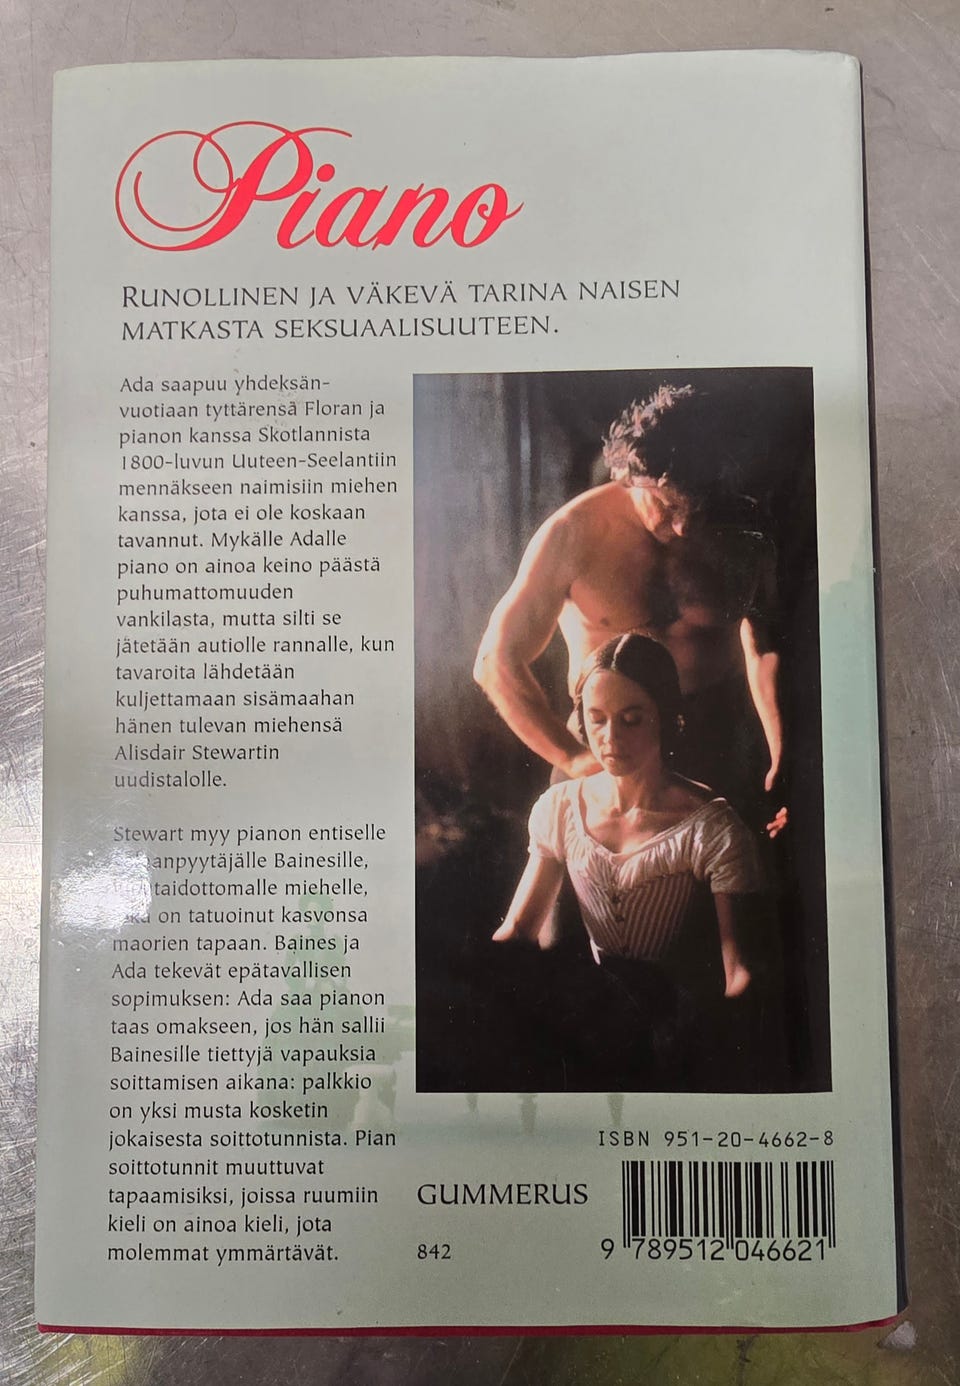 Piano
RUNOLLINEN JA VÄKEVÄ TARINA NAISEN
MATKASTA SEKSUAALISUUTEEN.
Ada saapuu yhdeksän-
vuotiaan tyttärensä Floran ja
pianon kanssa Skotlannista
1800-luvun Uuteen-Seelantiin
mennäkseen naimisiin miehen
kanssa, jota ei ole koskaan
tavannut. Mykälle Adalle
piano on ainoa keino päästä
puhumattomuuden
vankilasta, mutta silti se
jätetään autiolle rannalle, kun
tavaroita lähdetään
kuljettamaan sisämaahan
hänen tulevan miehensä
Alisdair Stewartin
uudistalolle.
Stewart myy pianon entiselle
Bainesille,
miehelle,
on tatuoinut kasvonsa
maorien tapaan. Baines ja
Ada tekevät epätavallisen
sopimuksen: Ada saa pianon
taas omakseen, jos hän sallii
Bainesille tiettyjä vapauksia
soittamisen aikana: palkkio
on yksi musta kosketin
jokaisesta soittotunnista. Pian
soittotunnit muuttuvat
tapaamisiksi, joissa ruumiin
kieli on ainoa kieli, jota
molemmat ymmärtävät.
ISBN 951-20-4662-8
GUMMERUS
842
9 789512 046621